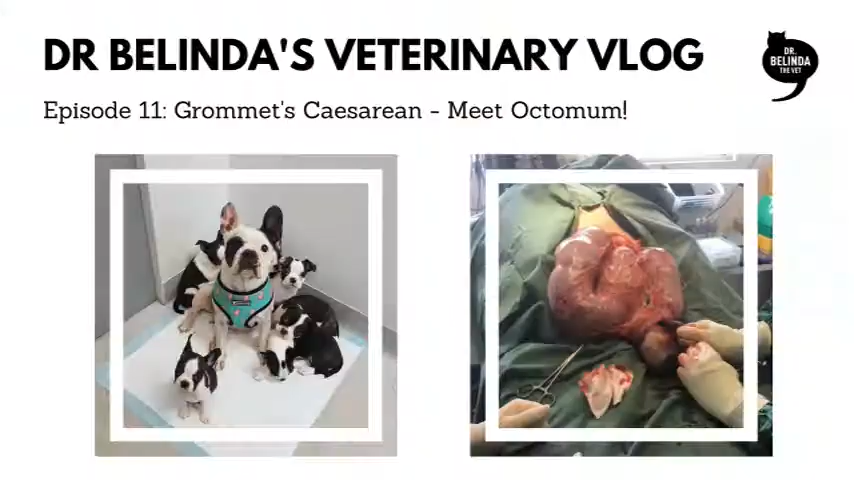 DR BELINDA'S VETERINARY VLOG
Episode 11: Grommet's Caesarean - Meet Octomum!
DR.
BELINDA
THE VET